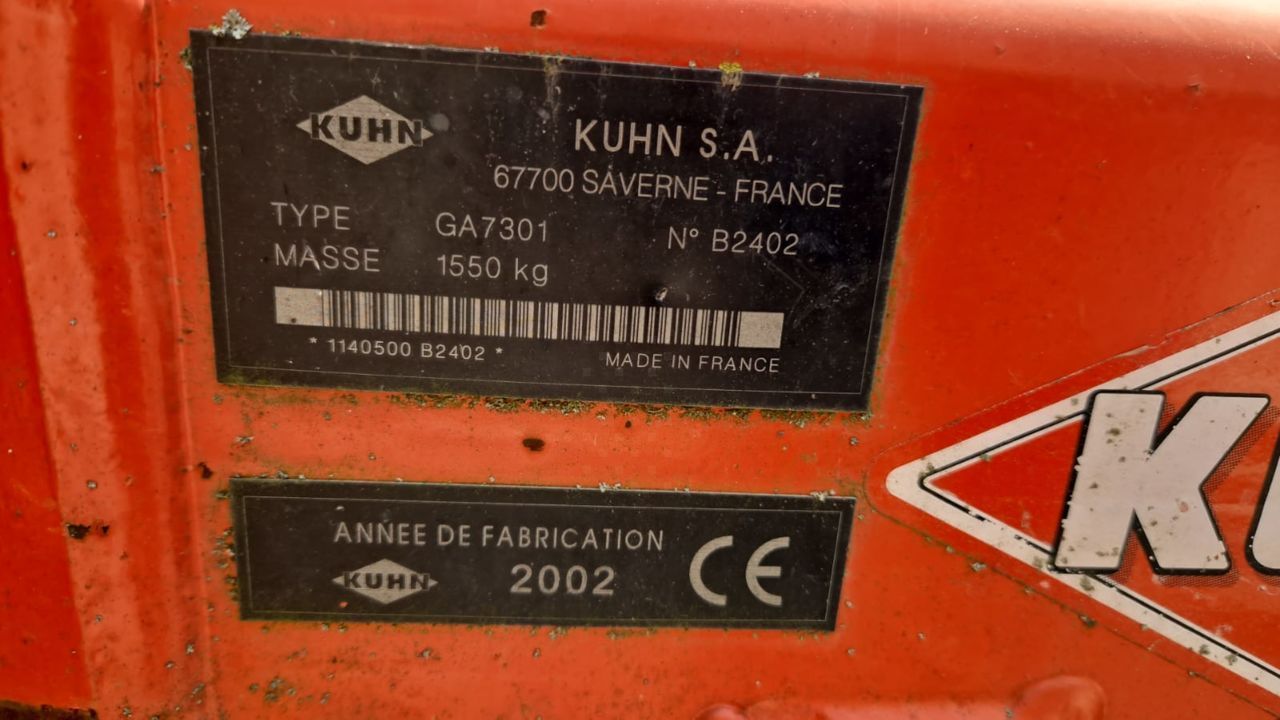 KUHN
KUHN S.A.
67700 SAVERNE - FRANCE
TYPE GA7301 N° B2402
MASSE 1550 kg
* 1140500 B2402 *
MADE IN FRANCE
ANNEE DE FABRICATION
KUHN 2002 CE
KU